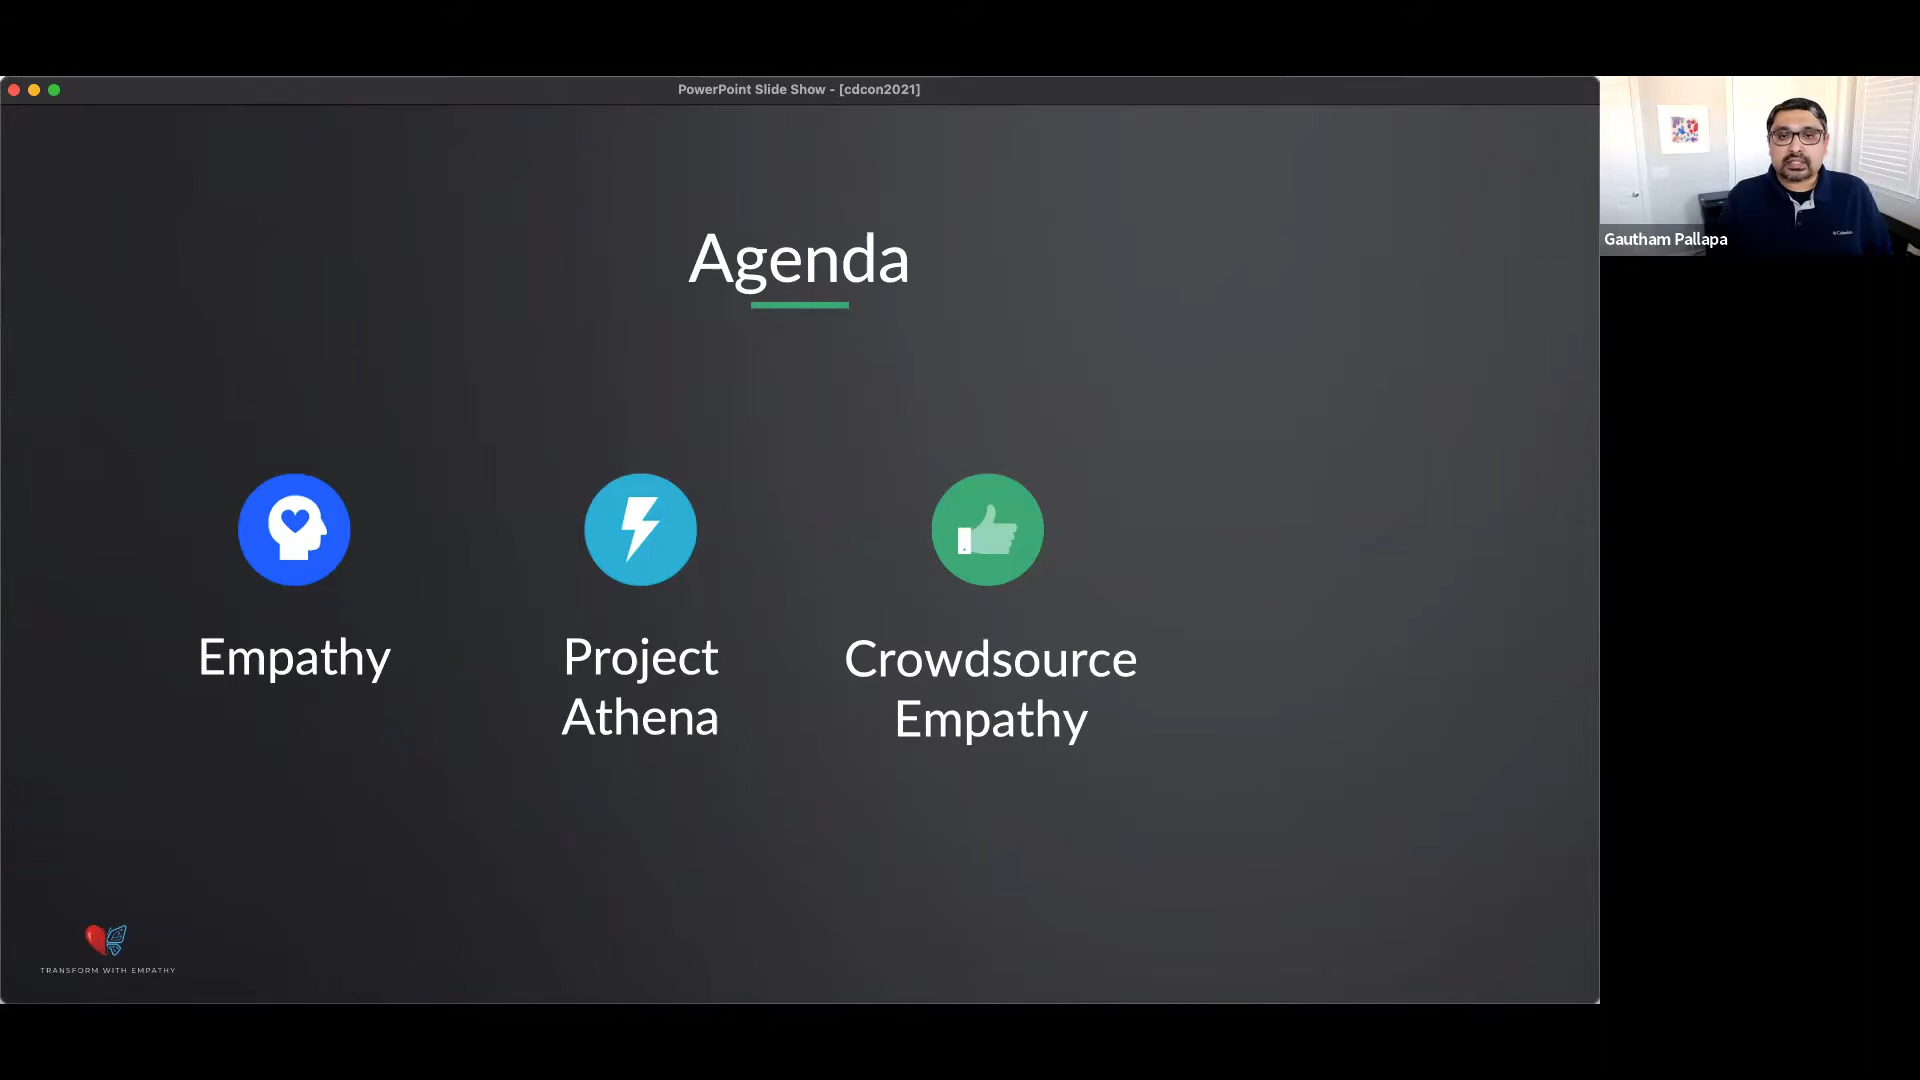 PowerPoint Slide Show - [cdcon2021]
Agenda
Gautham Pallapa
Empathy
Project
Athena
Crowdsource
Empathy
TRANSFORM WITH EMPATHY